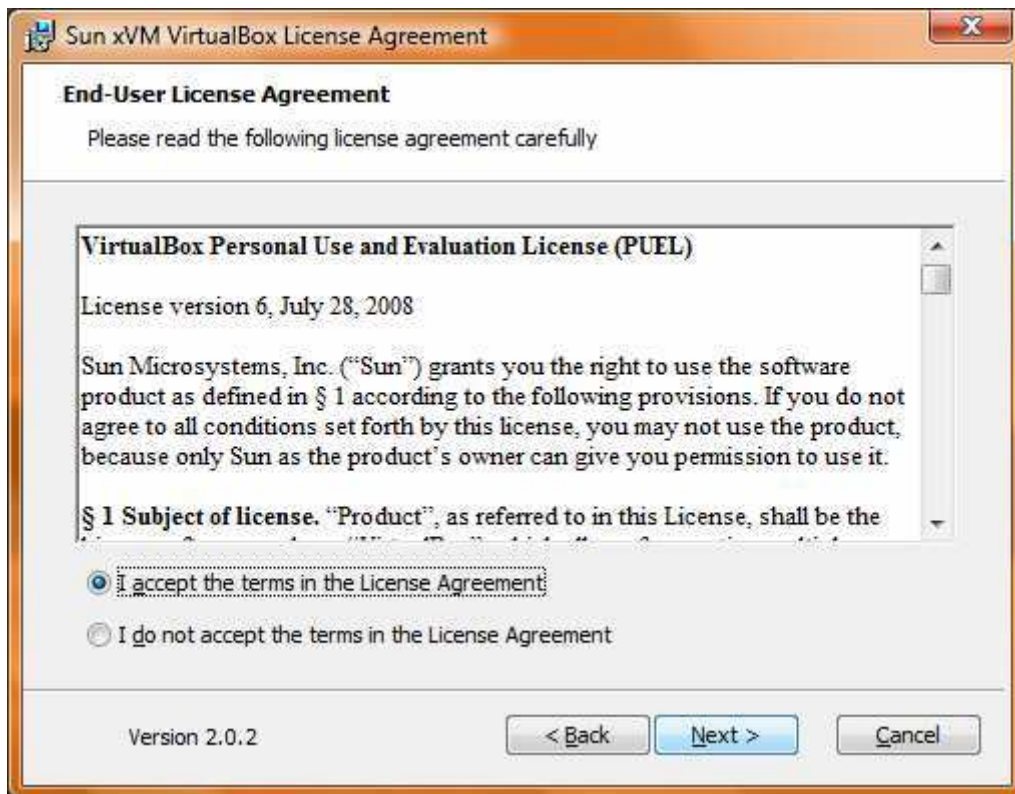 Sun xVM VirtualBox License Agreement
End-User License Agreement
Please read the following license agreement carefully
VirtualBox Personal Use and Evaluation License (PUEL)
License version 6, July 28, 2008
Sun Microsystems, Inc. (“Sun”) grants you the right to use the software
product as defined in § 1 according to the following provisions. If you do not
agree to all conditions set forth by this license, you may not use the product,
because only Sun as the product’s owner can give you permission to use it.
§ 1 Subject of license. “Product”, as referred to in this License, shall be the
I accept the terms in the License Agreement
I do not accept the terms in the License Agreement
Version 2.0.2
< Back
Next >
Cancel